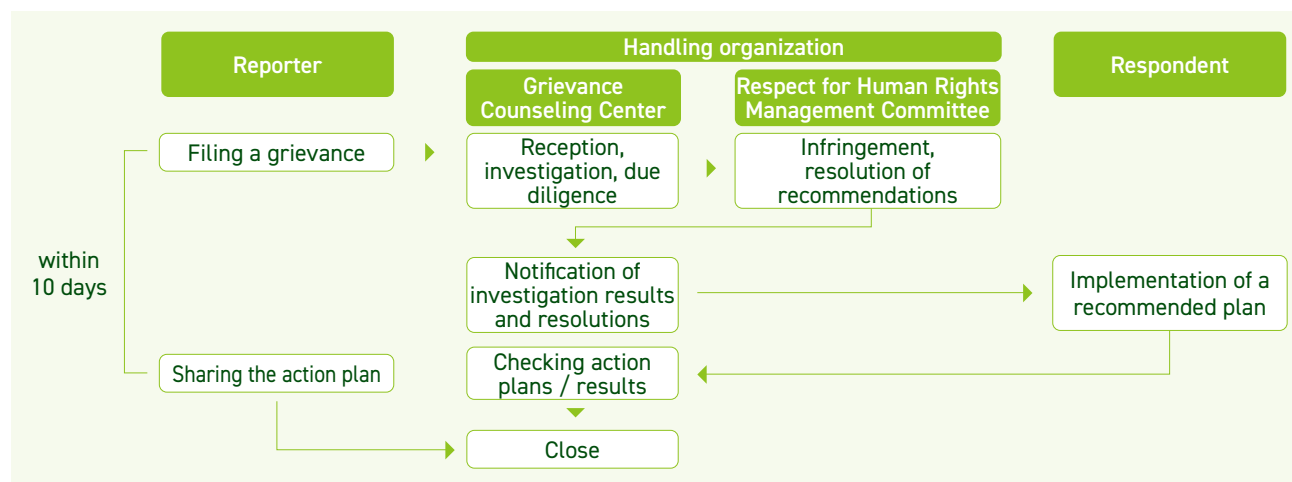 Reporter
Handling organization
Respondent
Grievance
Counseling Center
Respect for Human Rights
Management Committee
Filing a grievance
Reception,
investigation, due
diligence
Infringement,
resolution of
recommendations
within
10 days
Notification of
investigation results
and resolutions
Implementation of a
recommended plan
Sharing the action plan
Checking action
plans / results
Close